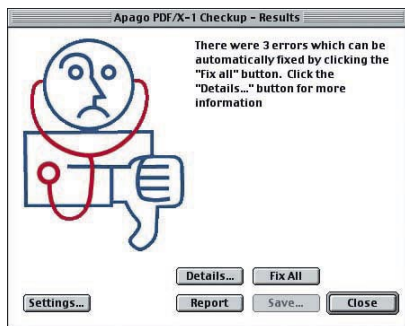 Apago PDF/X-1 Checkup - Results
There were 3 errors which can be
automatically fixed by clicking the
"Fix all" button. Click the
"Details..." button for more
information
Details... Fix All
Settings... Report Save... Close